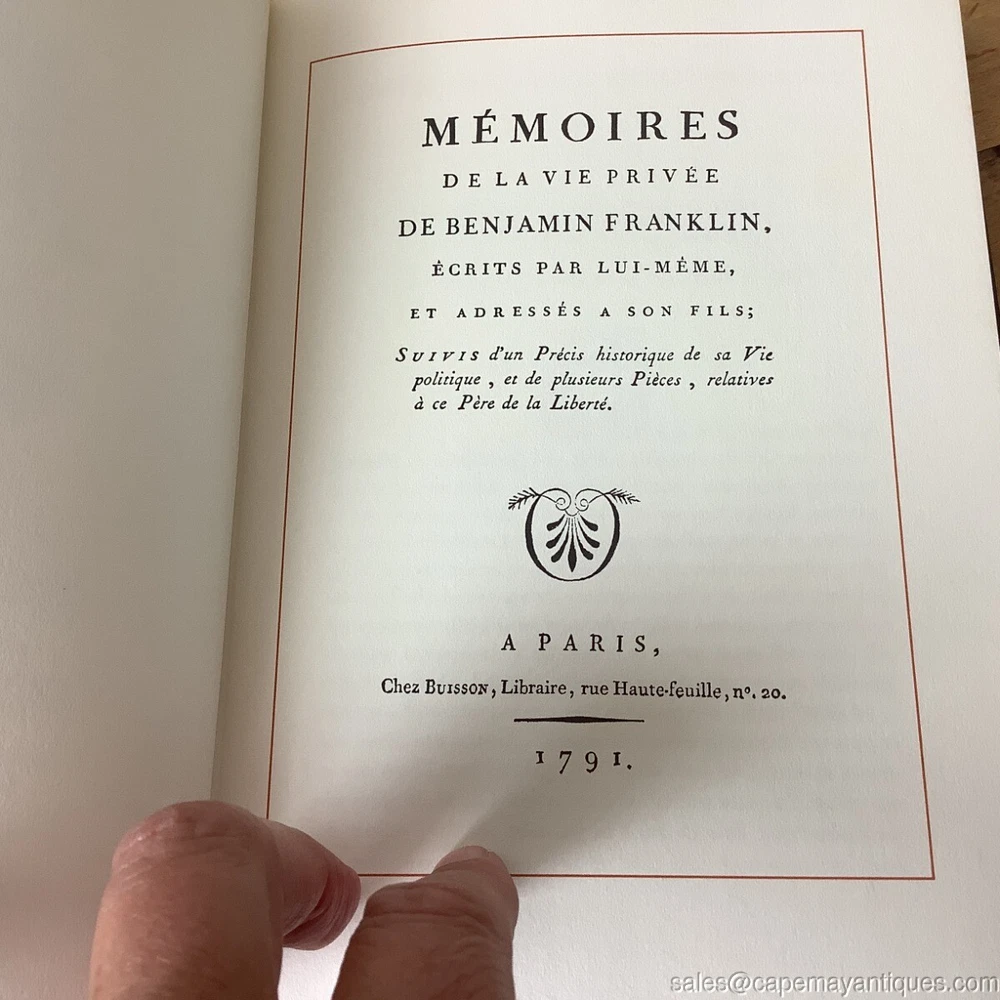 MÉMOIRES
DE LA VIE PRIVÉE
DE BENJAMIN FRANKLIN,
ÉCRITS PAR LUI-MÊME,
ET ADRESSÉS A SON FILS;
SUIVIS d'un Précis historique de sa Vie
politique, et de plusieurs Pièces, relatives
à ce Père de la Liberté.
A PARIS,
Chez BUISSON, Libraire, rue Haute-feuille, nº. 20.
1791.
sales@capemayantiques.com